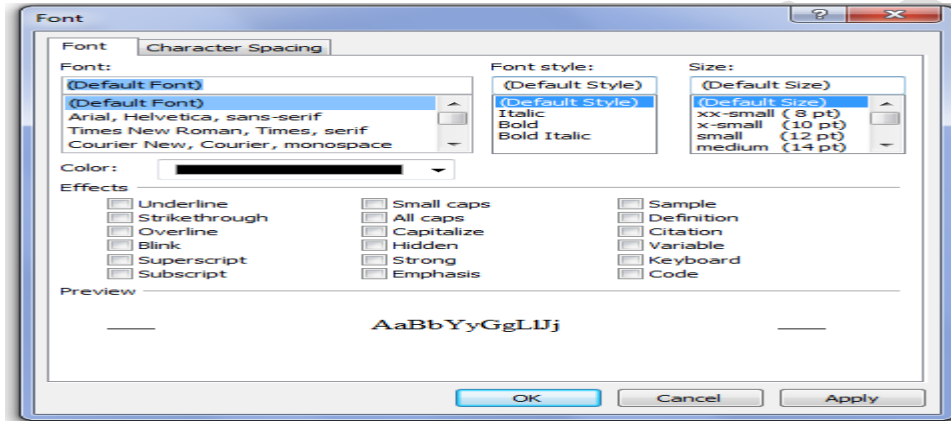 Font
Font Character Spacing
Font: Font style: Size:
(Default Font) (Default Style) (Default Size)
(Default Font) (Default Style) (Default Size)
Arial, Helvetica, sans-serif Italic xx-small ( 8 pt)
Times New Roman, Times, serif Bold x-small (10 pt)
Courier New, Courier, monospace Bold Italic small (12 pt)
medium (14 pt)
Color:
Effects
Underline Small caps Sample
Strikethrough All caps Definition
Overline Capitalize Citation
Blink Hidden Variable
Superscript Strong Keyboard
Subscript Emphasis Code
Preview
AaBbYyGgLlJj
OK Cancel Apply